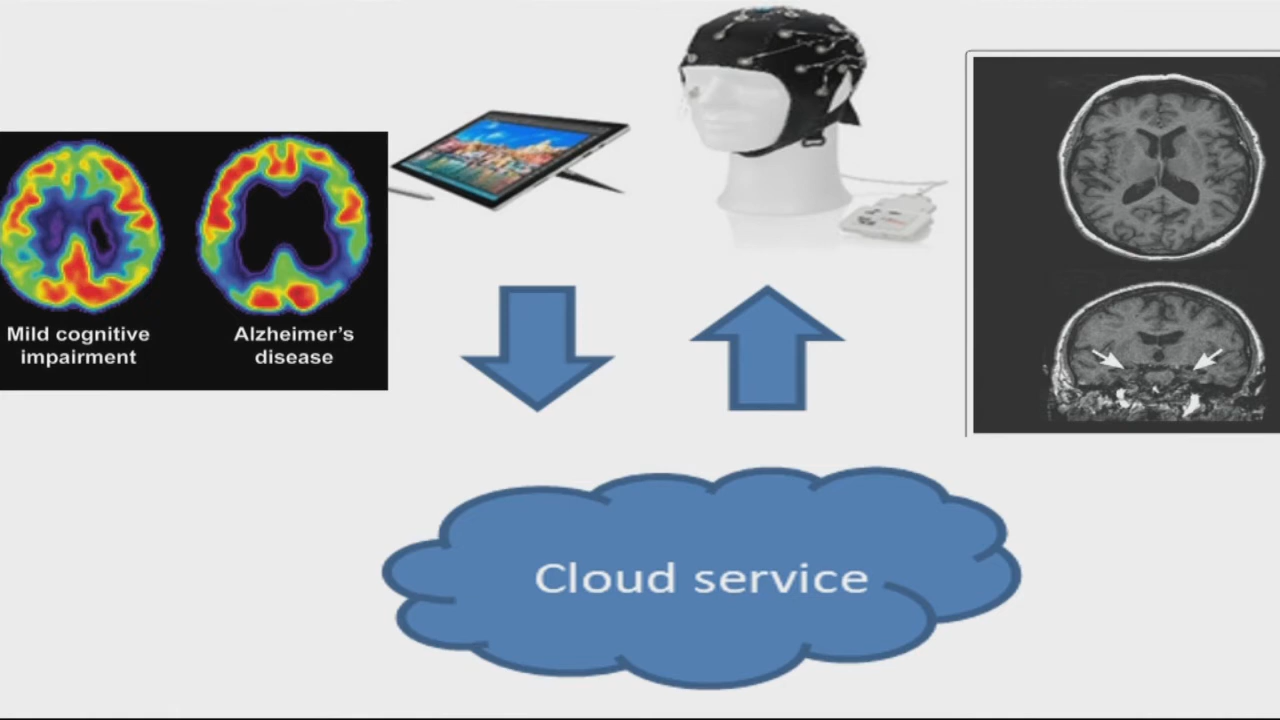 Mild cognitive
impairment
Alzheimer's
disease
Cloud service